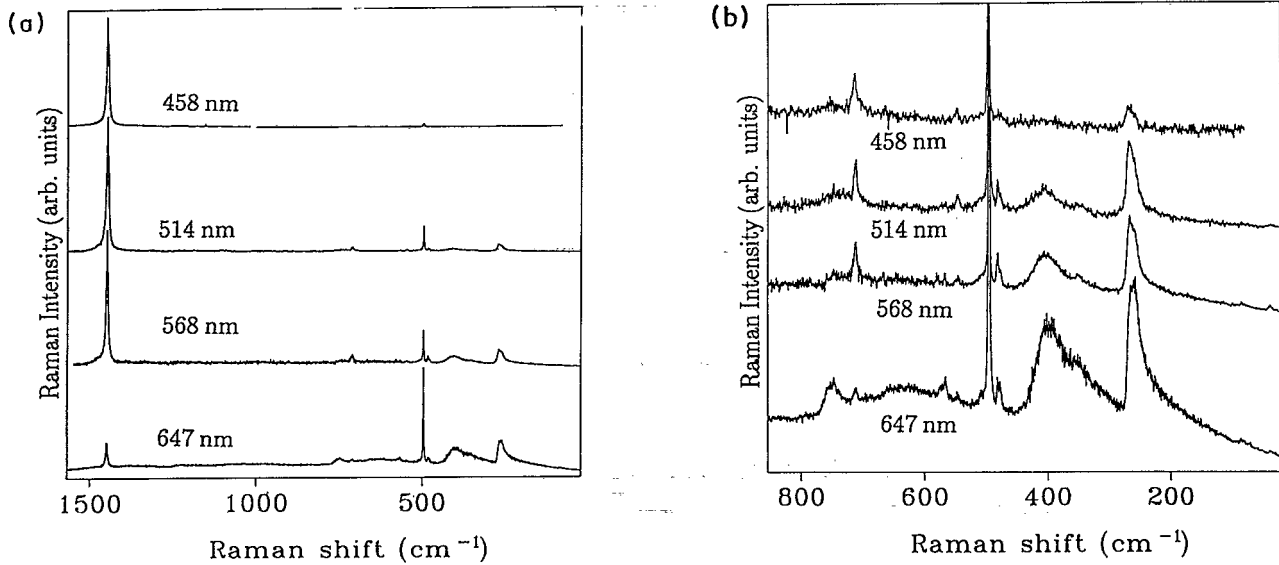 (a)
Raman Intensity (arb. units)
458 nm
514 nm
568 nm
647 nm
1500 1000 500
Raman shift (cm⁻¹)
(b)
Raman Intensity (arb. units)
458 nm
514 nm
568 nm
647 nm
800 600 400 200
Raman shift (cm⁻¹)